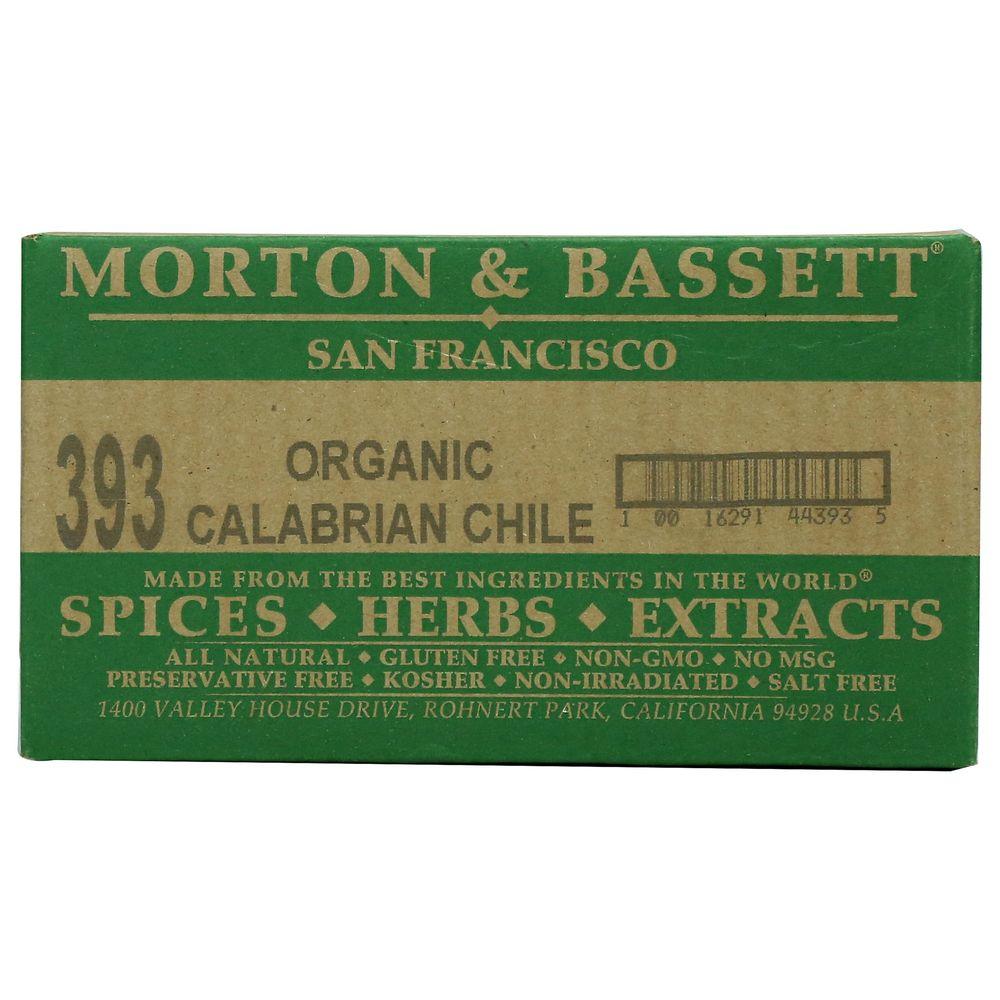 MORTON & BASSETT®
SAN FRANCISCO
393 ORGANIC
CALABRIAN CHILE
1 00 16291 44393 5
MADE FROM THE BEST INGREDIENTS IN THE WORLD®
SPICES ◆ HERBS ◆ EXTRACTS
ALL NATURAL ◆ GLUTEN FREE ◆ NON-GMO ◆ NO MSG
PRESERVATIVE FREE ◆ KOSHER ◆ NON-IRRADIATED ◆ SALT FREE
1400 VALLEY HOUSE DRIVE, ROHNERT PARK, CALIFORNIA 94928 U.S.A